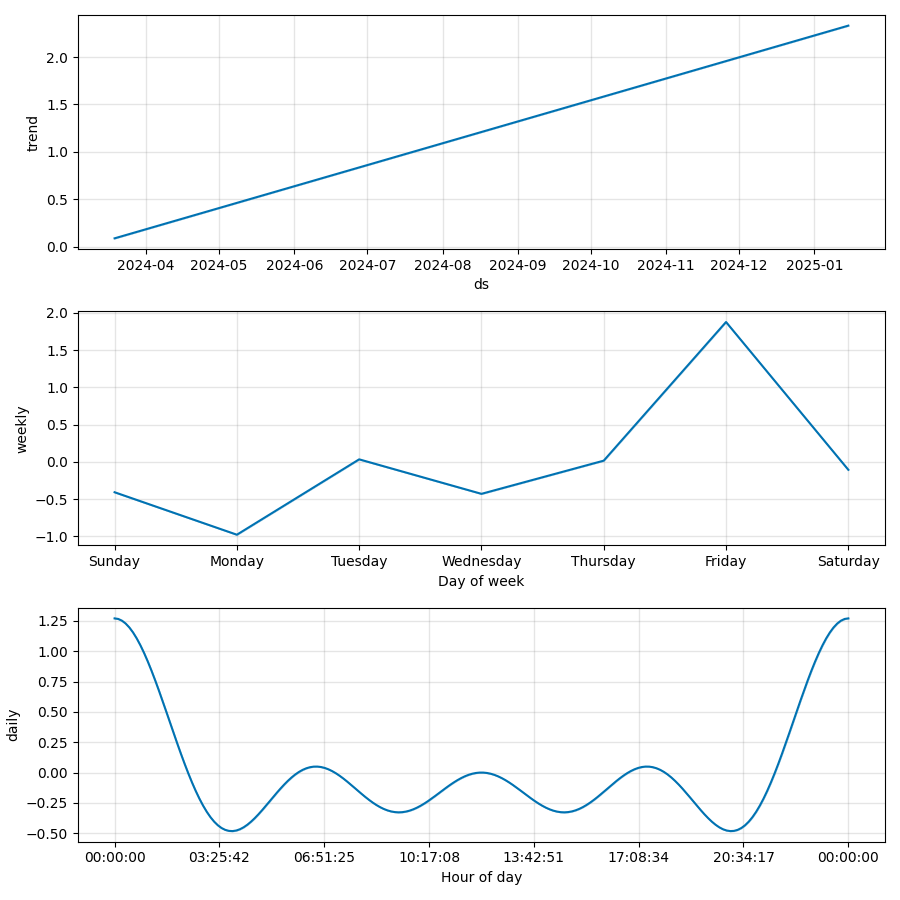 trend
2.0
1.5
1.0
0.5
0.0
2024-04 2024-05 2024-06 2024-07 2024-08 2024-09 2024-10 2024-11 2024-12 2025-01
ds
weekly
2.0
1.5
1.0
0.5
0.0
−0.5
−1.0
Sunday Monday Tuesday Wednesday Thursday Friday Saturday
Day of week
daily
1.25
1.00
0.75
0.50
0.25
0.00
−0.25
−0.50
00:00:00 03:25:42 06:51:25 10:17:08 13:42:51 17:08:34 20:34:17 00:00:00
Hour of day